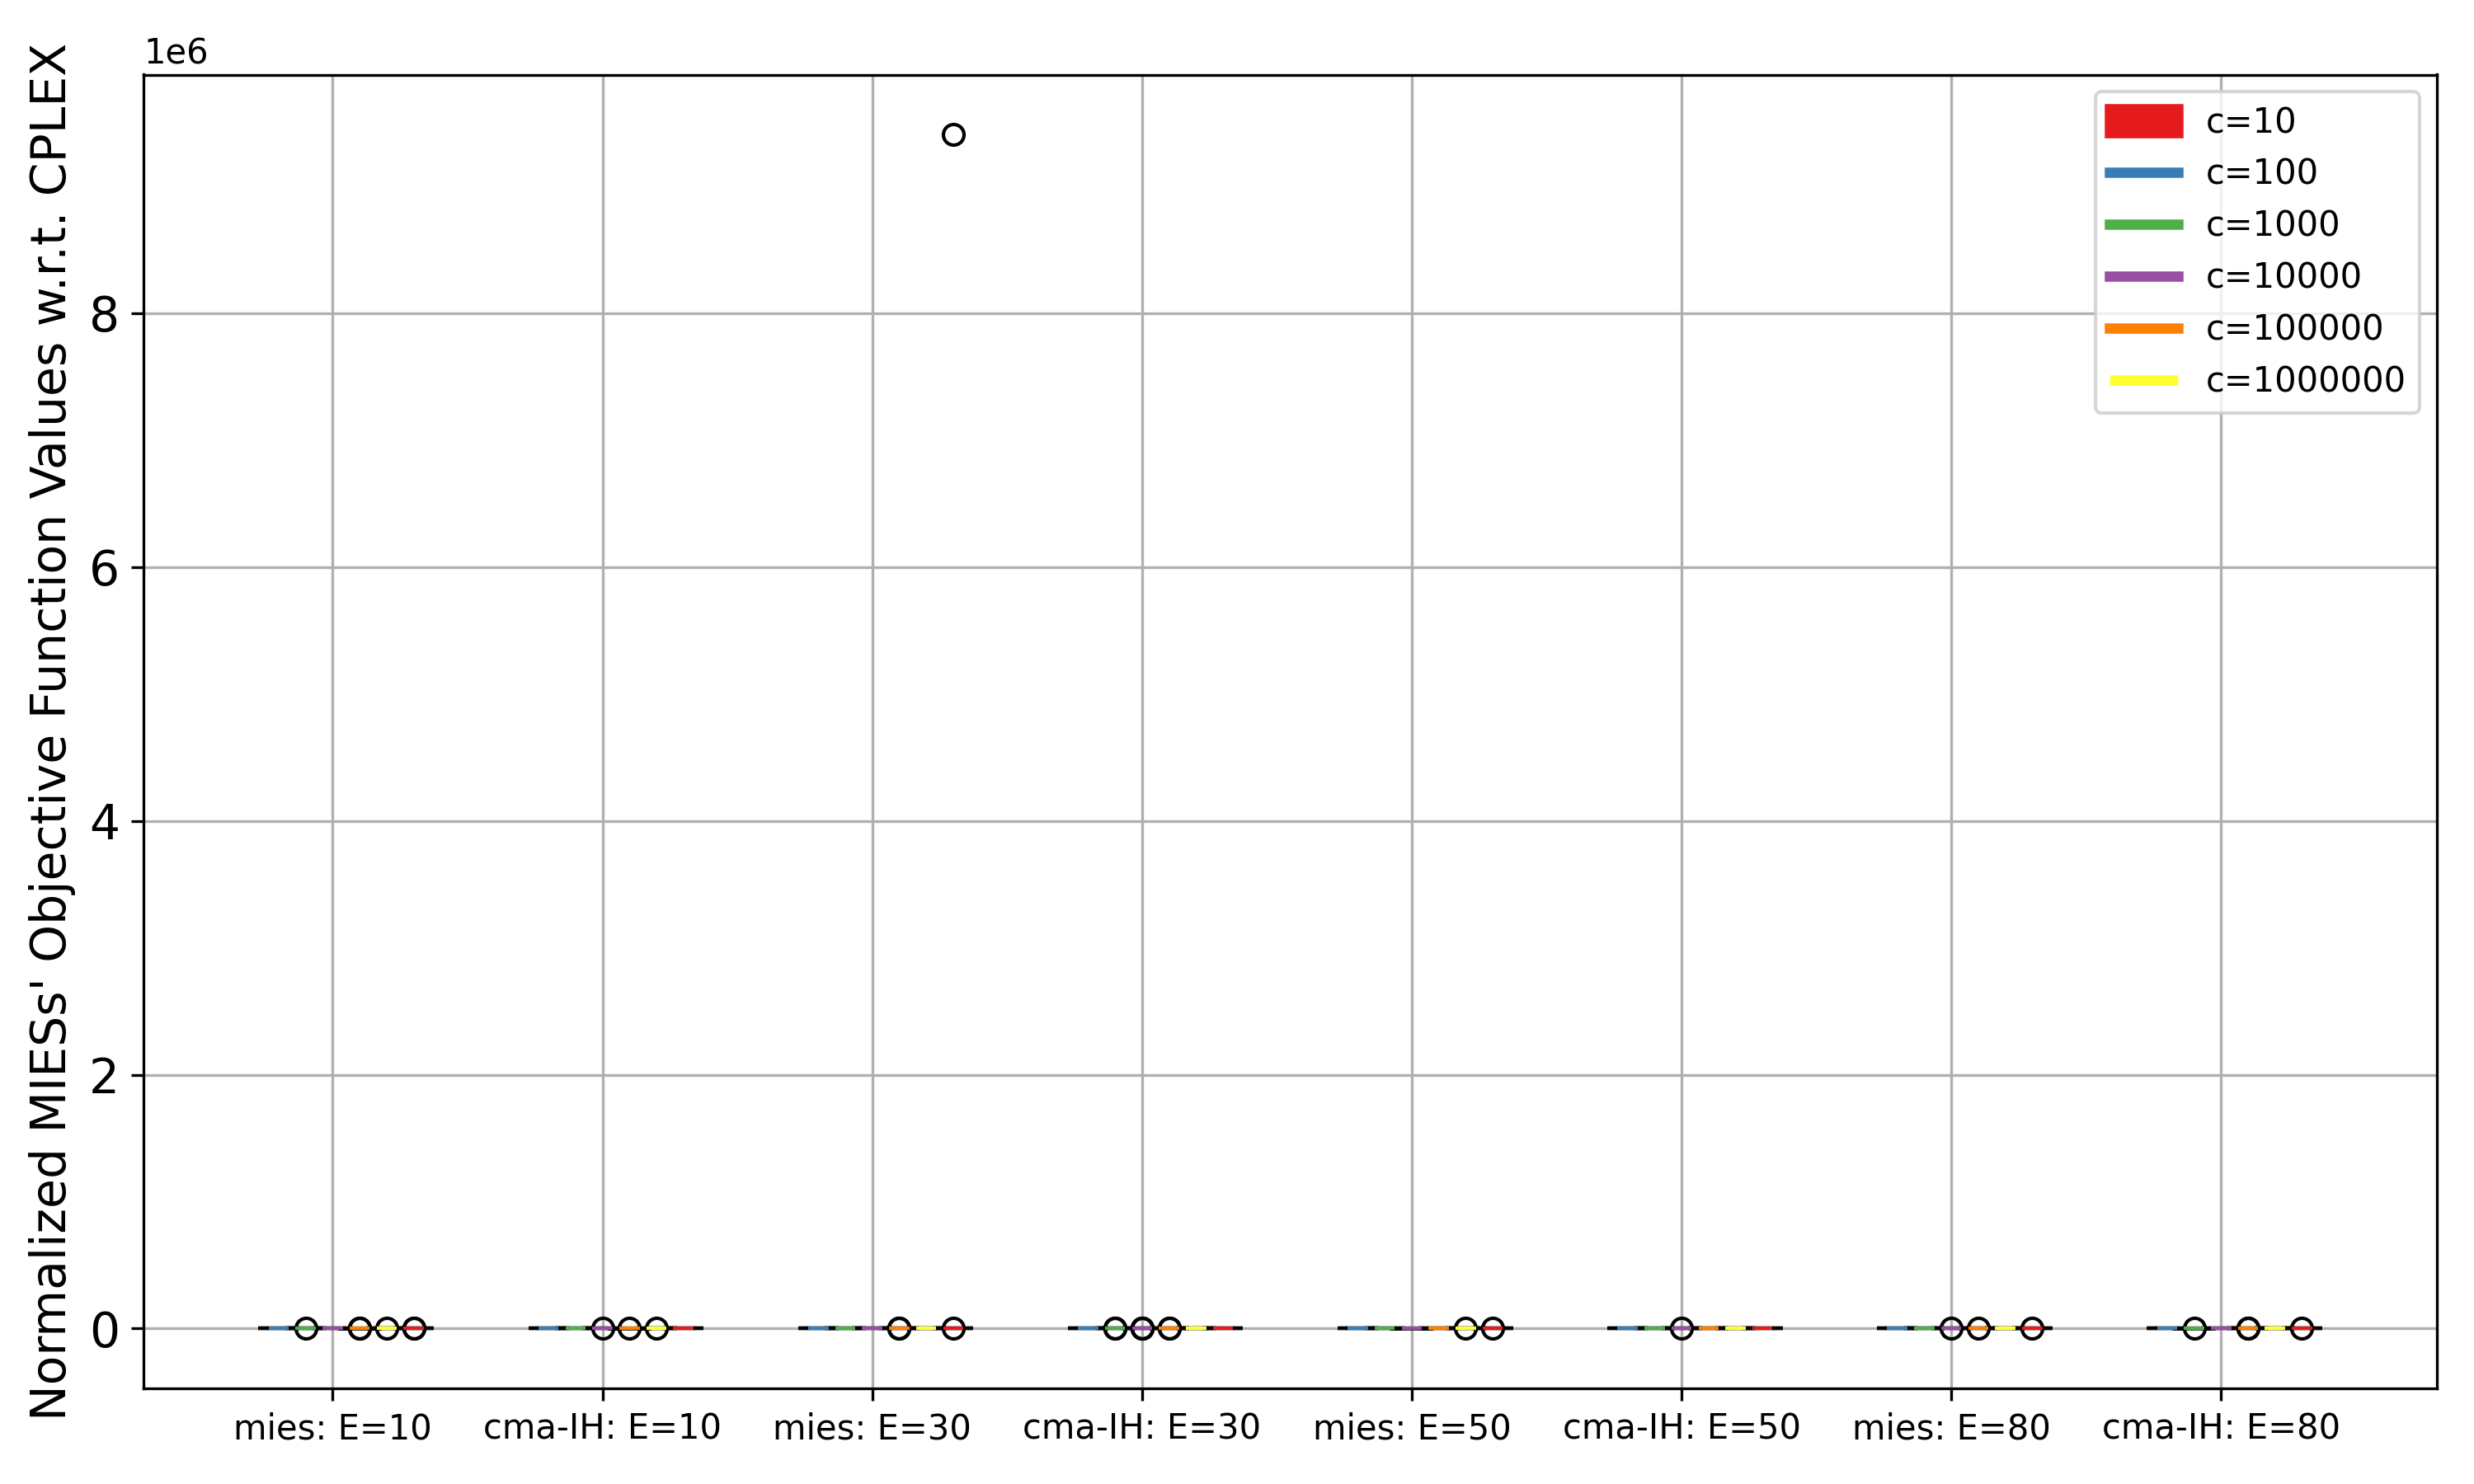 1e6
Normalized MIESs' Objective Function Values w.r.t. CPLEX
8
6
4
2
0
c=10
c=100
c=1000
c=10000
c=100000
c=1000000
mies: E=10
cma-IH: E=10
mies: E=30
cma-IH: E=30
mies: E=50
cma-IH: E=50
mies: E=80
cma-IH: E=80